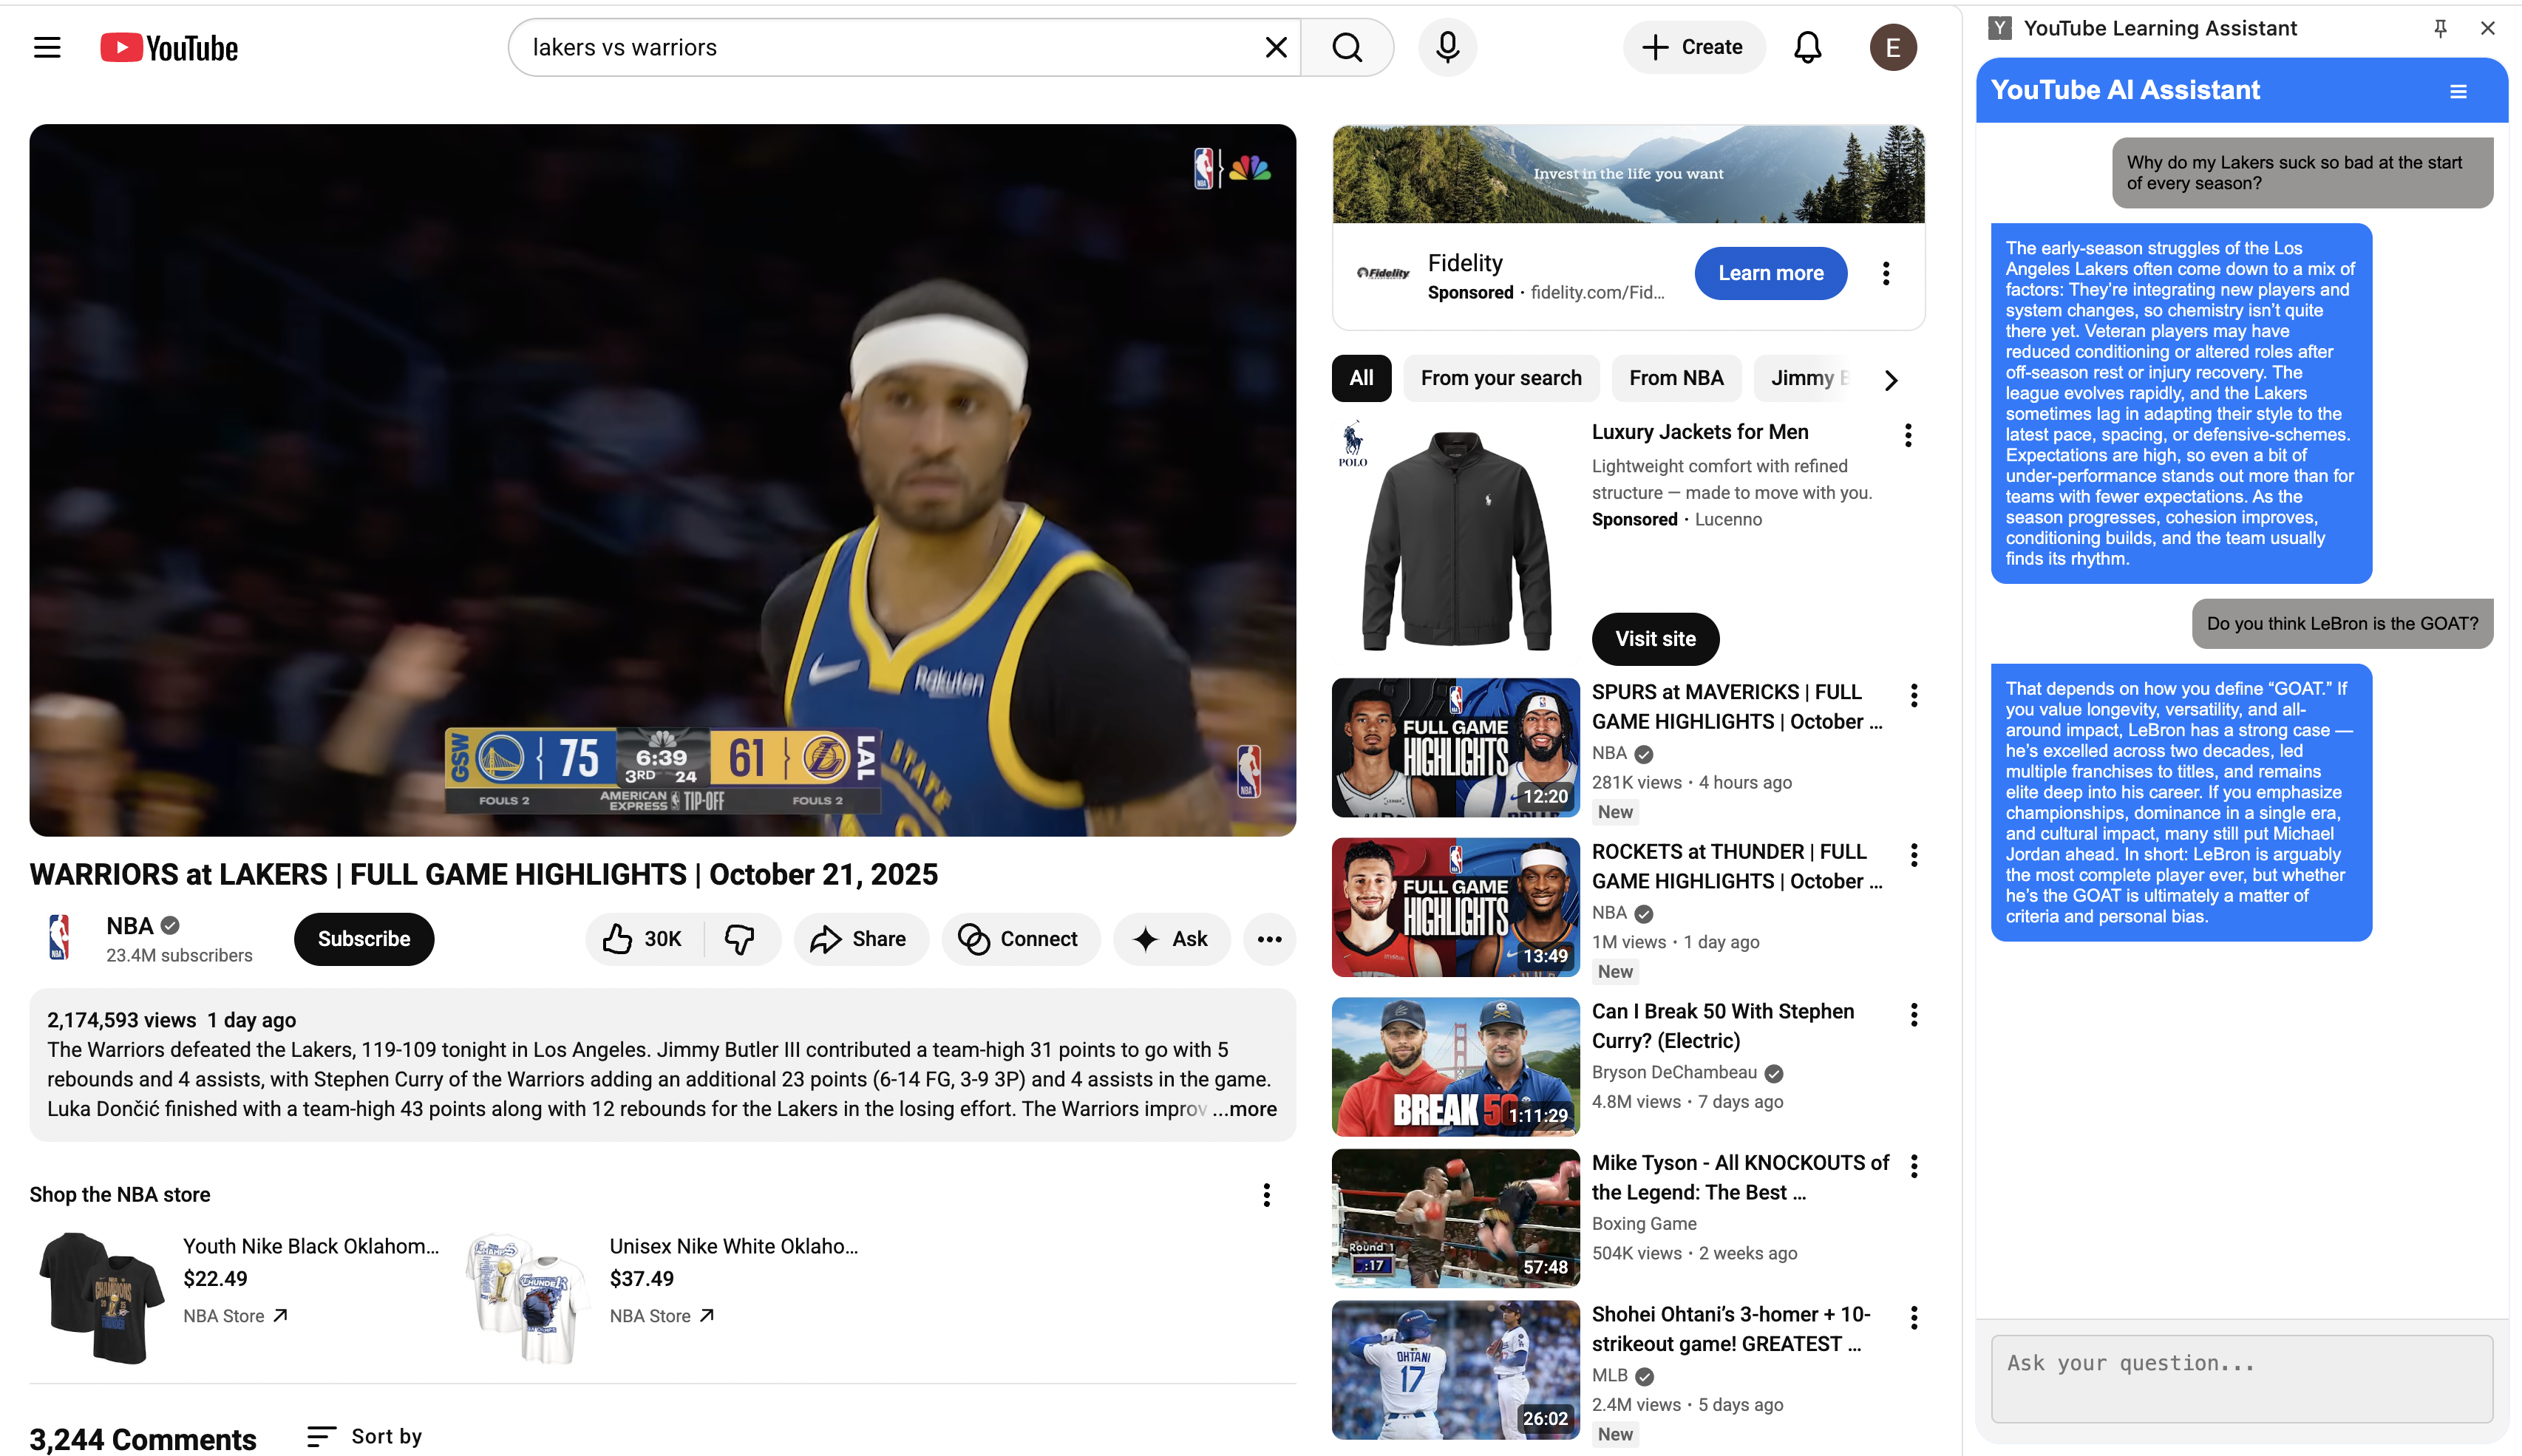 YouTube
lakers vs warriors
Create
E
Invest in the life you want
Fidelity
Fidelity
Sponsored · fidelity.com/Fid...
Learn more
All
From your search
From NBA
Jimmy B
POLO
Luxury Jackets for Men
Lightweight comfort with refined
structure — made to move with you.
Sponsored · Lucenno
Visit site
Rakuten
GSW
75
6:39
3RD 24
61
LAL
FOULS 2
AMERICAN EXPRESS TIP-OFF
FOULS 2
STATE
NBA
WARRIORS at LAKERS | FULL GAME HIGHLIGHTS | October 21, 2025
NBA
23.4M subscribers
Subscribe
30K
Share
Connect
Ask
2,174,593 views 1 day ago
The Warriors defeated the Lakers, 119-109 tonight in Los Angeles. Jimmy Butler III contributed a team-high 31 points to go with 5
rebounds and 4 assists, with Stephen Curry of the Warriors adding an additional 23 points (6-14 FG, 3-9 3P) and 4 assists in the game.
Luka Dončić finished with a team-high 43 points along with 12 rebounds for the Lakers in the losing effort. The Warriors improv ...more
Shop the NBA store
Youth Nike Black Oklahom...
$22.49
NBA Store
Unisex Nike White Oklaho...
$37.49
NBA Store
3,244 Comments
Sort by
FULL GAME
HIGHLIGHTS
12:20
SPURS at MAVERICKS | FULL
GAME HIGHLIGHTS | October ...
NBA
281K views · 4 hours ago
New
FULL GAME
HIGHLIGHTS
13:49
ROCKETS at THUNDER | FULL
GAME HIGHLIGHTS | October ...
NBA
1M views · 1 day ago
New
BREAK 50
1:11:29
Can I Break 50 With Stephen
Curry? (Electric)
Bryson DeChambeau
4.8M views · 7 days ago
Round 1
:17
57:48
Mike Tyson - All KNOCKOUTS of
the Legend: The Best ...
Boxing Game
504K views · 2 weeks ago
OHTANI
17
26:02
Shohei Ohtani’s 3-homer + 10-
strikeout game! GREATEST ...
MLB
2.4M views · 5 days ago
New
Y
YouTube Learning Assistant
YouTube AI Assistant
Why do my Lakers suck so bad at the start
of every season?
The early-season struggles of the Los
Angeles Lakers often come down to a mix of
factors: They’re integrating new players and
system changes, so chemistry isn’t quite
there yet. Veteran players may have
reduced conditioning or altered roles after
off-season rest or injury recovery. The
league evolves rapidly, and the Lakers
sometimes lag in adapting their style to the
latest pace, spacing, or defensive-schemes.
Expectations are high, so even a bit of
under-performance stands out more than for
teams with fewer expectations. As the
season progresses, cohesion improves,
conditioning builds, and the team usually
finds its rhythm.
Do you think LeBron is the GOAT?
That depends on how you define “GOAT.” If
you value longevity, versatility, and all-
around impact, LeBron has a strong case —
he’s excelled across two decades, led
multiple franchises to titles, and remains
elite deep into his career. If you emphasize
championships, dominance in a single era,
and cultural impact, many still put Michael
Jordan ahead. In short: LeBron is arguably
the most complete player ever, but whether
he’s the GOAT is ultimately a matter of
criteria and personal bias.
Ask your question...